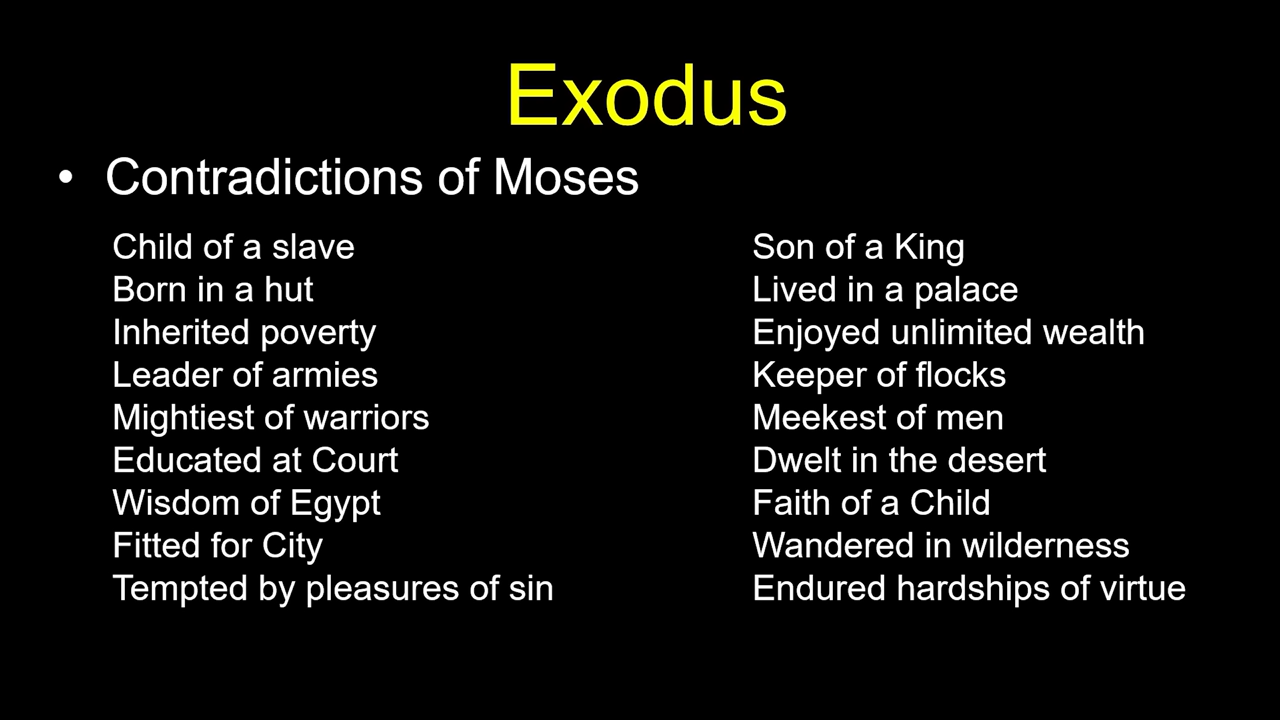 Exodus
• Contradictions of Moses
Child of a slave Son of a King
Born in a hut Lived in a palace
Inherited poverty Enjoyed unlimited wealth
Leader of armies Keeper of flocks
Mightiest of warriors Meekest of men
Educated at Court Dwelt in the desert
Wisdom of Egypt Faith of a Child
Fitted for City Wandered in wilderness
Tempted by pleasures of sin Endured hardships of virtue